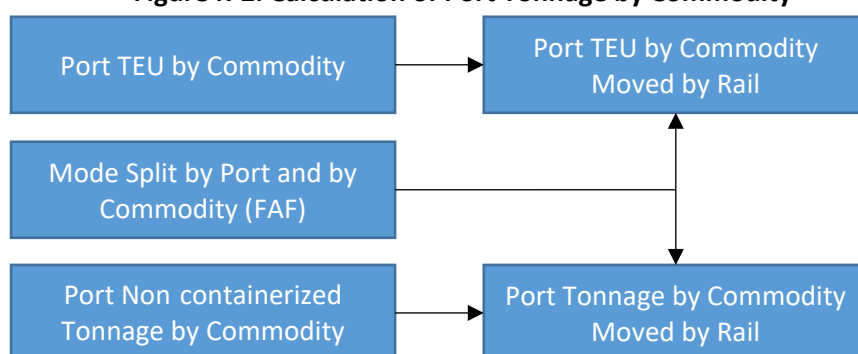 Figure Calculation of Port Tonnage by Commodity
Port TEU by Commodity
Port TEU by Commodity
Moved by Rail
Mode Split by Port and by
Commodity (FAF)
Port Non containerized
Tonnage by Commodity
Port Tonnage by Commodity
Moved by Rail